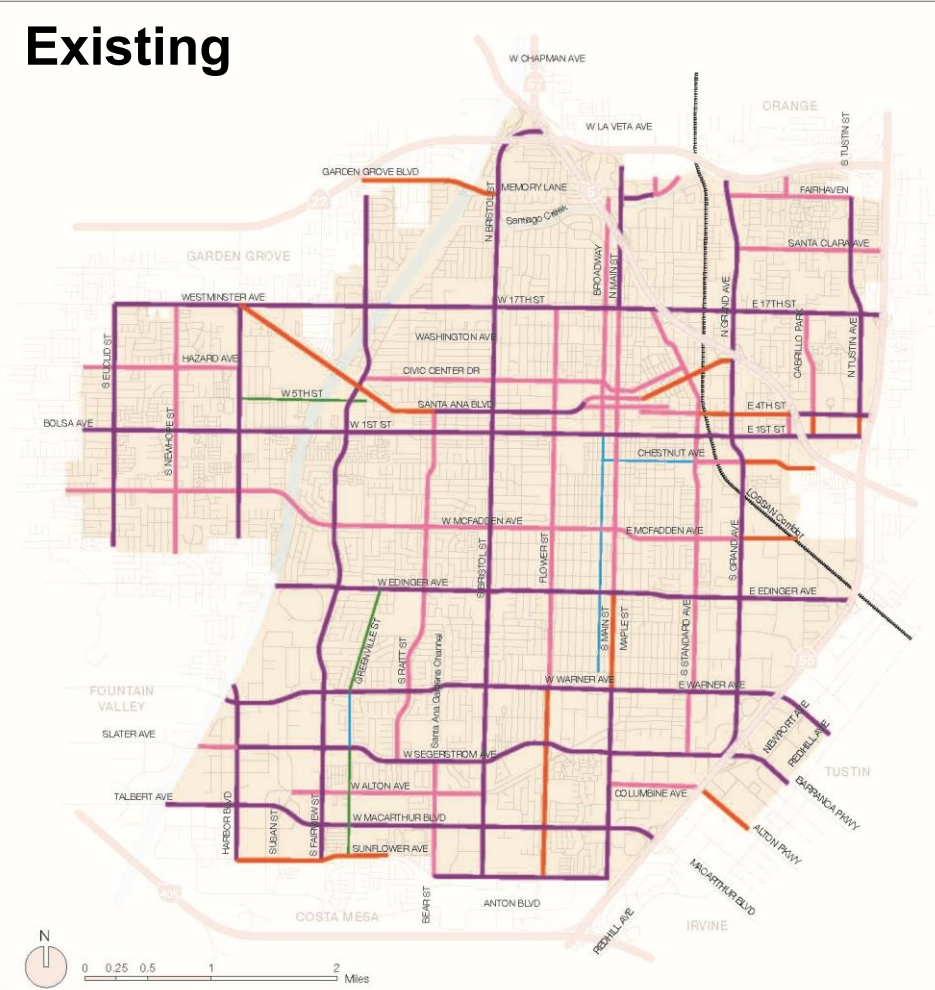 Existing
W CHAPMAN AVE
57
ORANGE
W LA VETA AVE
S TUSTIN ST
GARDEN GROVE BLVD
MEMORY LANE
FAIRHAVEN
22
5
N BRISTOL ST
Santiago Creek
SANTA CLARA AVE
GARDEN GROVE
BROADWAY
N MAIN ST
N GRAND AVE
WESTMINSTER AVE
W 17TH ST
E 17TH ST
S EUCLID ST
WASHINGTON AVE
CABRILLO PARK
N TUSTIN AVE
HAZARD AVE
CIVIC CENTER DR
W 5TH ST
SANTA ANA BLVD
E 4TH ST
BOLSA AVE
S NEWHOPE ST
W 1ST ST
E 1ST ST
CHESTNUT AVE
LOSSAN Corridor
W MCFADDEN AVE
E MCFADDEN AVE
S BRISTOL ST
FLOWER ST
S GRAND AVE
W EDINGER AVE
E EDINGER AVE
GREENVILLE ST
S RAITT ST
Santa Ana Gardens Channel
S MAIN ST
MAPLE ST
S STANDARD AVE
55
W WARNER AVE
E WARNER AVE
FOUNTAIN
VALLEY
SLATER AVE
W SEGERSTROM AVE
NEWPORT AVE
REDHILL AVE
TUSTIN
TALBERT AVE
W ALTON AVE
COLUMBINE AVE
BARRANCA PKWY
HARBOR BLVD
SUSAN ST
S FAIRVIEW ST
W MACARTHUR BLVD
ALTON PKWY
SUNFLOWER AVE
MACARTHUR BLVD
405
COSTA MESA
BEAR ST
ANTON BLVD
REDHILL AVE
IRVINE
N
0 0.25 0.5 1 2
Miles